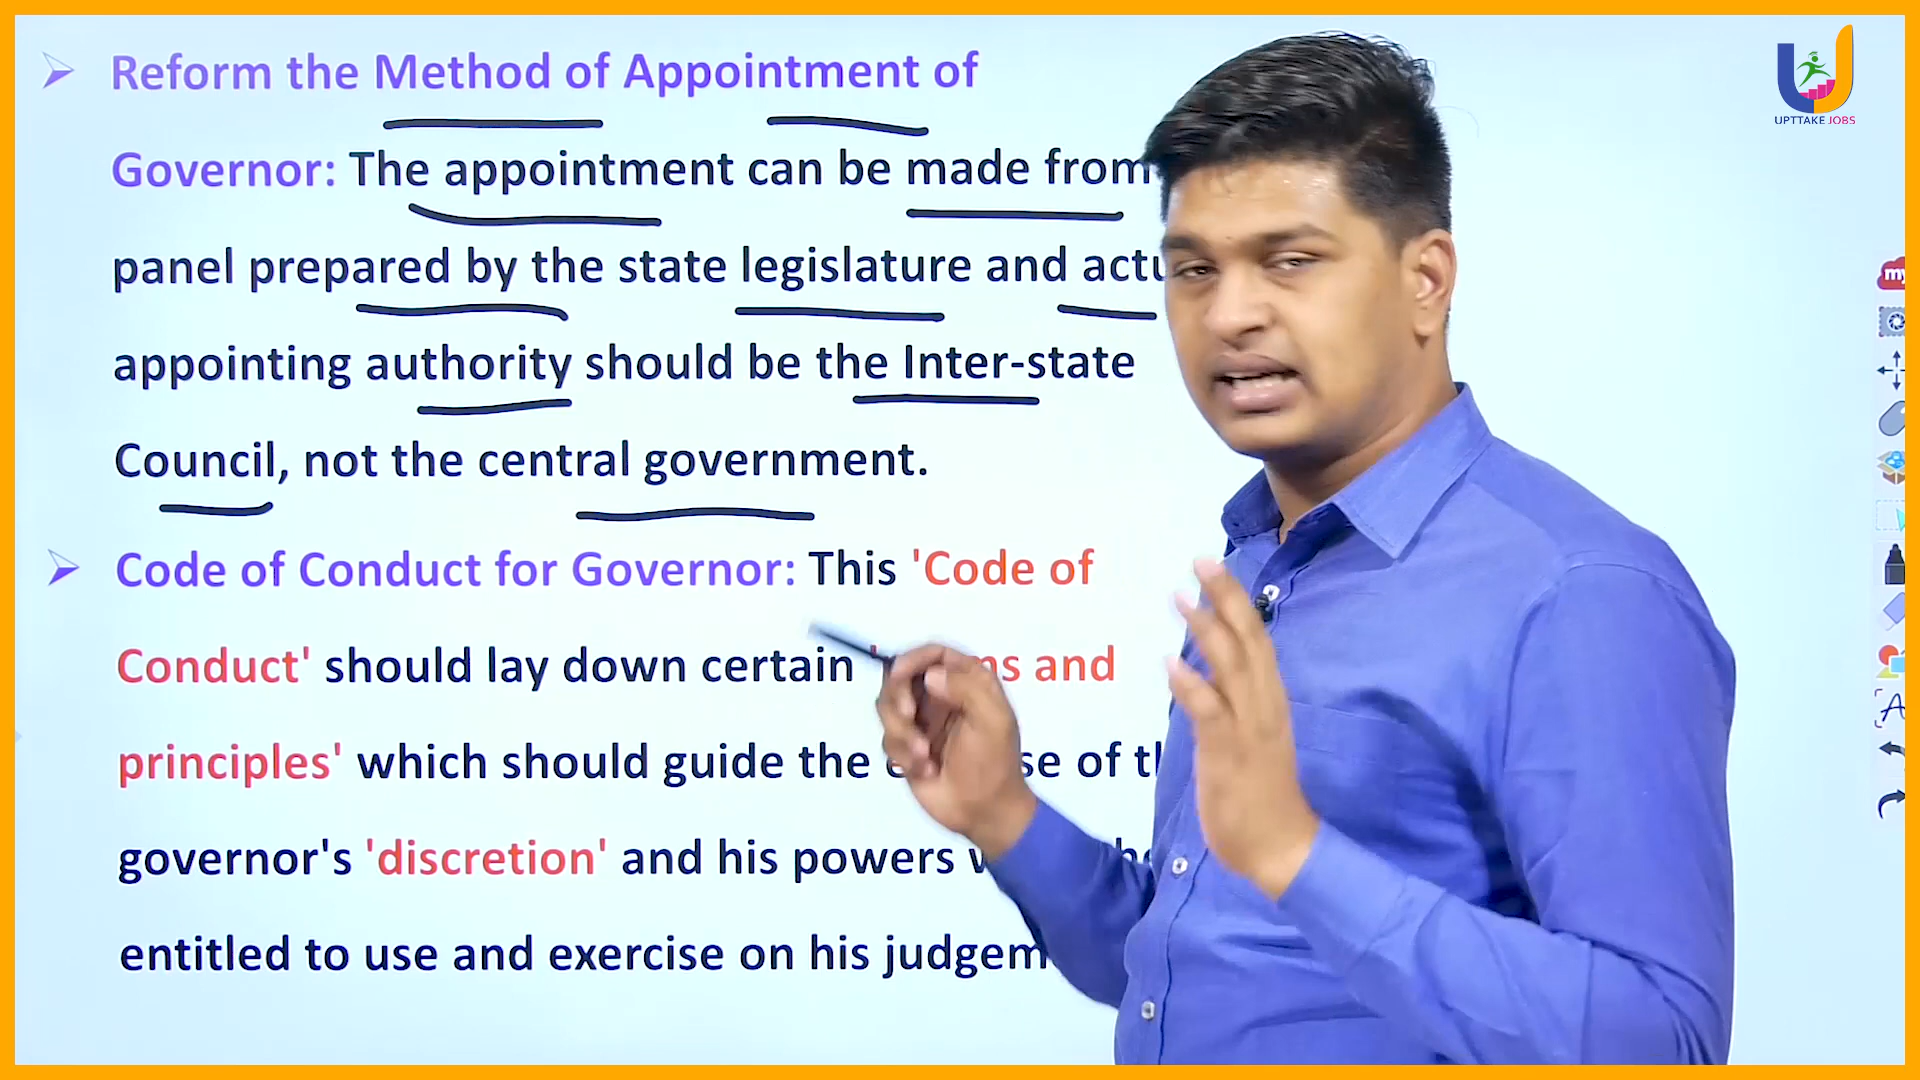 Reform the Method of Appointment of
Governor: The appointment can be made from
panel prepared by the state legislature and
appointing authority should be the Inter-state
Council, not the central government.
Code of Conduct for Governor: This 'Code of
Conduct' should lay down certain and
principles' which should guide the of
governor's 'discretion' and his powers
entitled to use and exercise on his
UPTTAKE JOBS